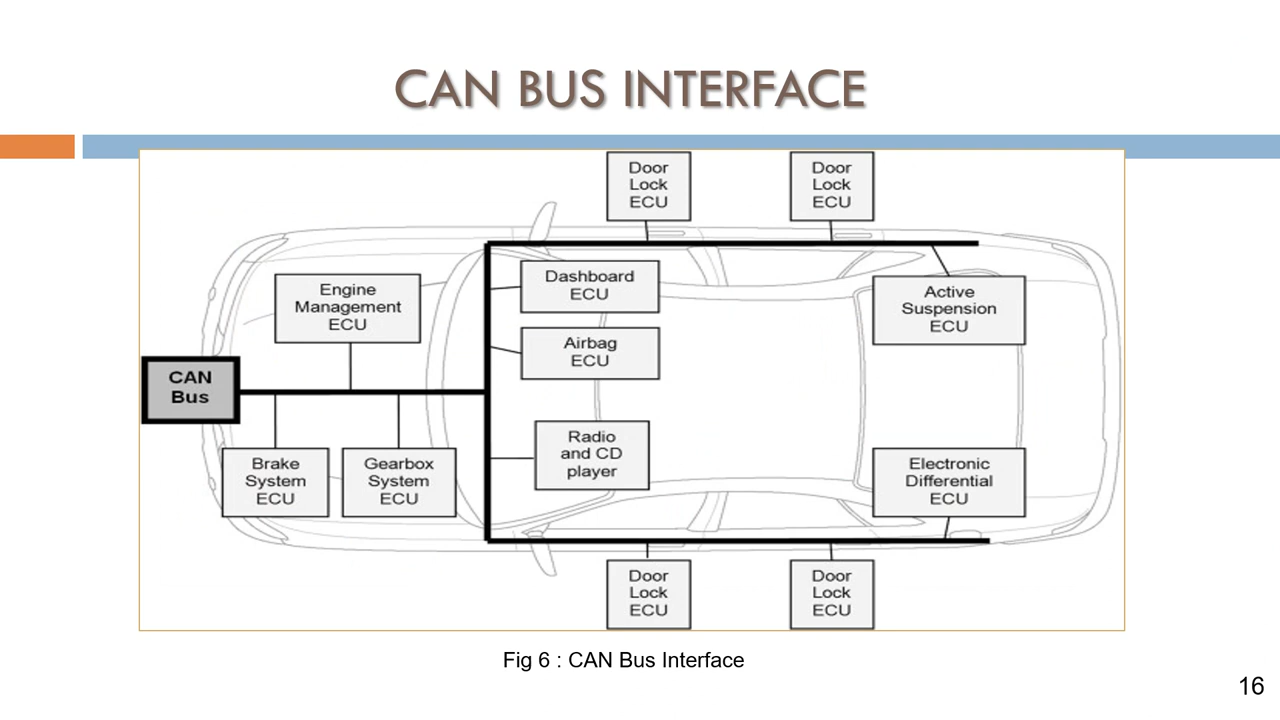 CAN BUS INTERFACE
Door
Lock
ECU
Door
Lock
ECU
Engine
Management
ECU
Dashboard
ECU
Active
Suspension
ECU
Airbag
ECU
CAN
Bus
Radio
and CD
player
Brake
System
ECU
Gearbox
System
ECU
Electronic
Differential
ECU
Door
Lock
ECU
Door
Lock
ECU
Fig 6 : CAN Bus Interface
16